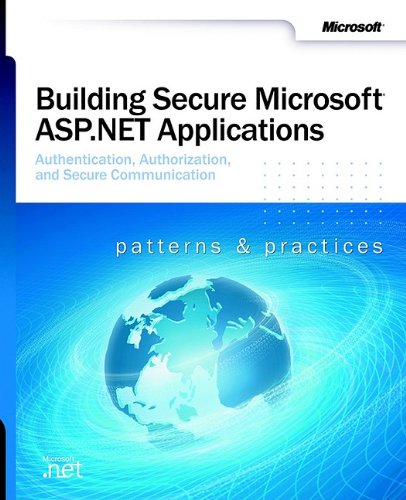 Microsoft®
Building Secure Microsoft®
ASP.NET Applications
Authentication, Authorization,
and Secure Communication
patterns & practices
Microsoft
.net